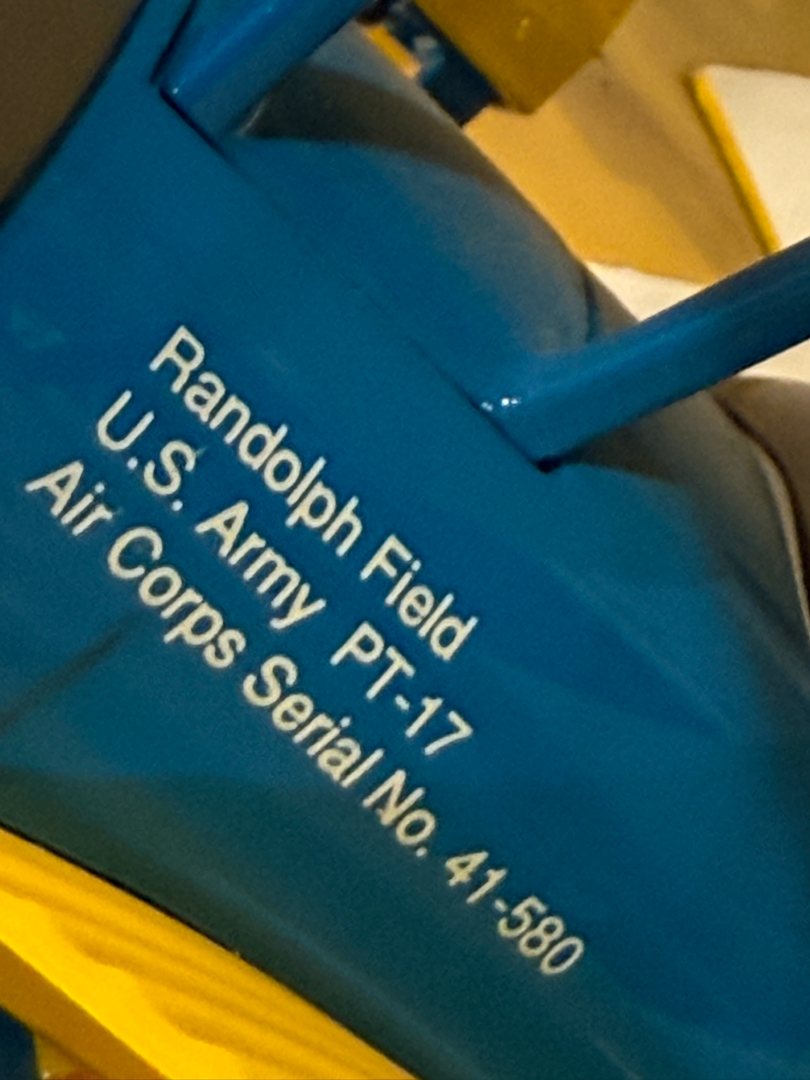 Randolph Field
U.S. Army PT-17
Air Corps Serial No. 41-580